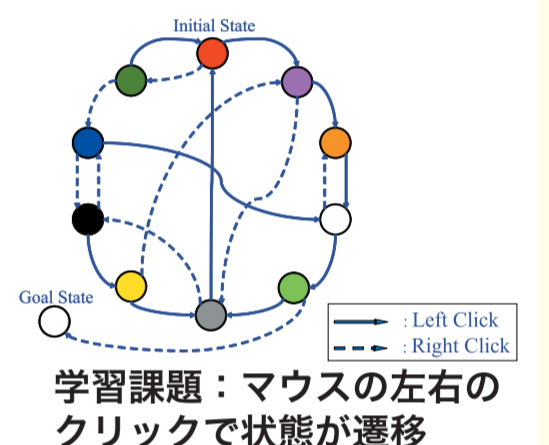 Initial State
Goal State
: Left Click
: Right Click
学習課題：マウスの左右の
クリックで状態が遷移